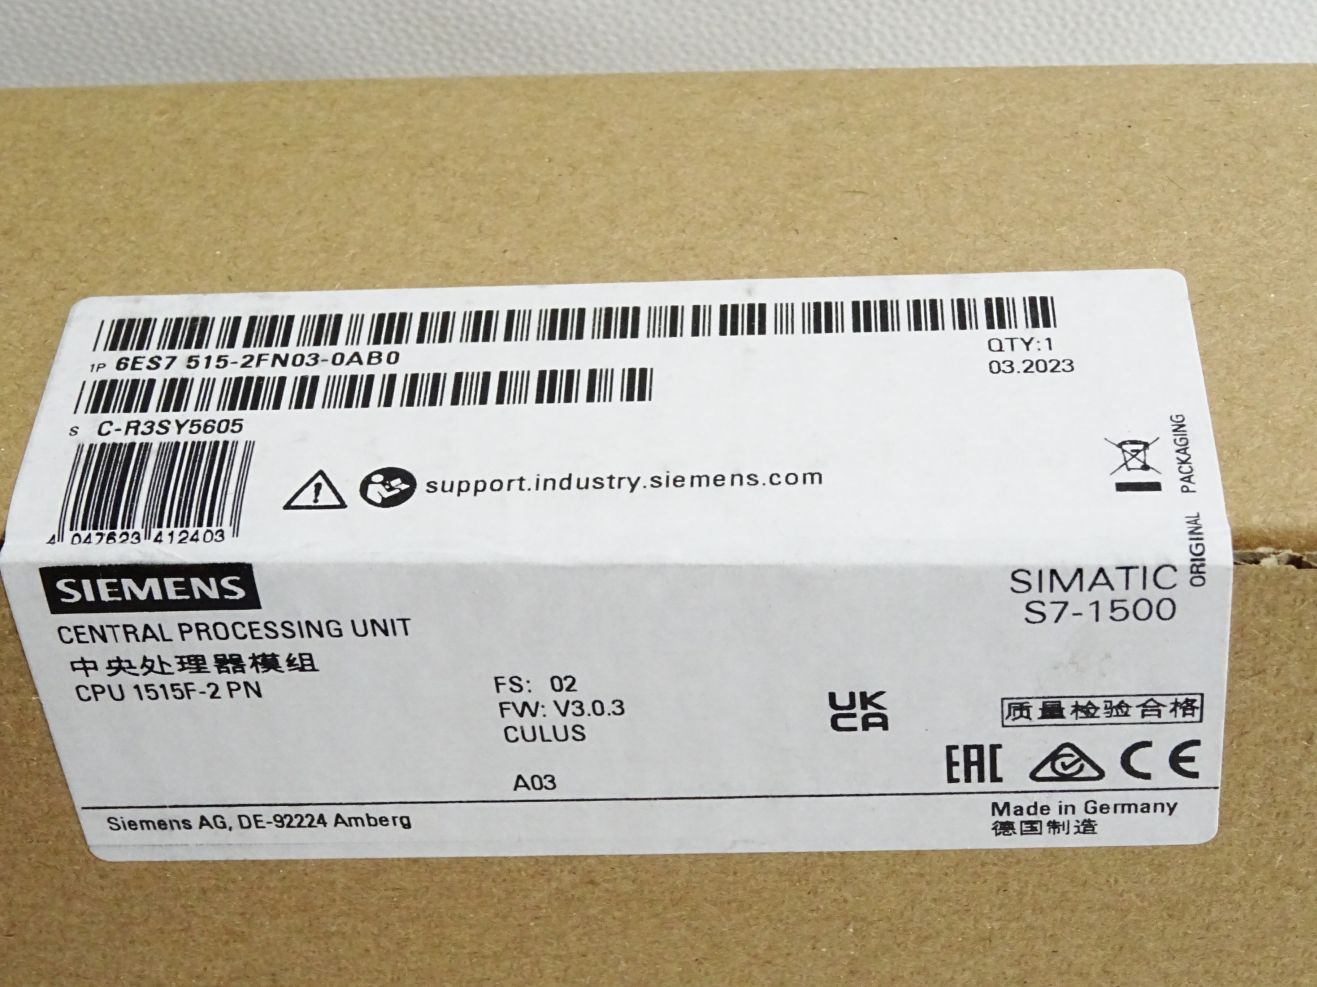 1P 6ES7 515-2FN03-0AB0
QTY:1
03.2023
S C-R3SY5605
support.industry.siemens.com
4 047623 412403
ORIGINAL PACKAGING
SIEMENS
SIMATIC
S7-1500
CENTRAL PROCESSING UNIT
中央处理器模组
CPU 1515F-2 PN
FS: 02
FW: V3.0.3
CULUS
A03
UK
CA
质量检验合格
EAC CE
Siemens AG, DE-92224 Amberg
Made in Germany
德国制造